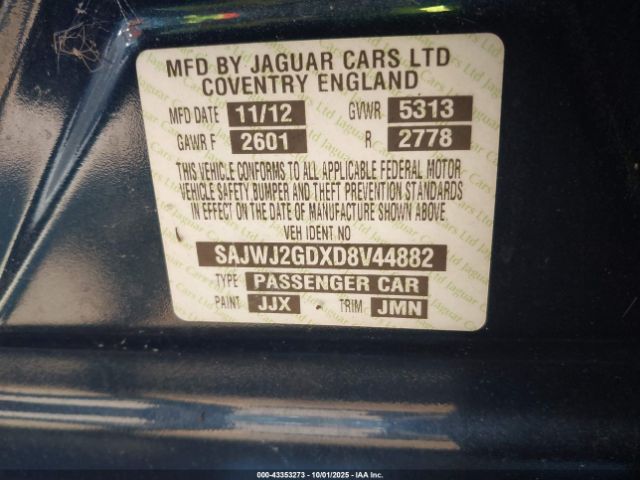 MFD BY JAGUAR CARS LTD
COVENTRY ENGLAND
MFD DATE 11/12 GVWR 5313
GAWR F 2601 R 2778
THIS VEHICLE CONFORMS TO ALL APPLICABLE FEDERAL MOTOR
VEHICLE SAFETY BUMPER AND THEFT PREVENTION STANDARDS
IN EFFECT ON THE DATE OF MANUFACTURE SHOWN ABOVE
VEH IDENT NO
SAJWJ2GDXD8V44882
TYPE PASSENGER CAR
PAINT JJX TRIM JMN
000-43353273 - 10/01/2025 - IAA Inc.